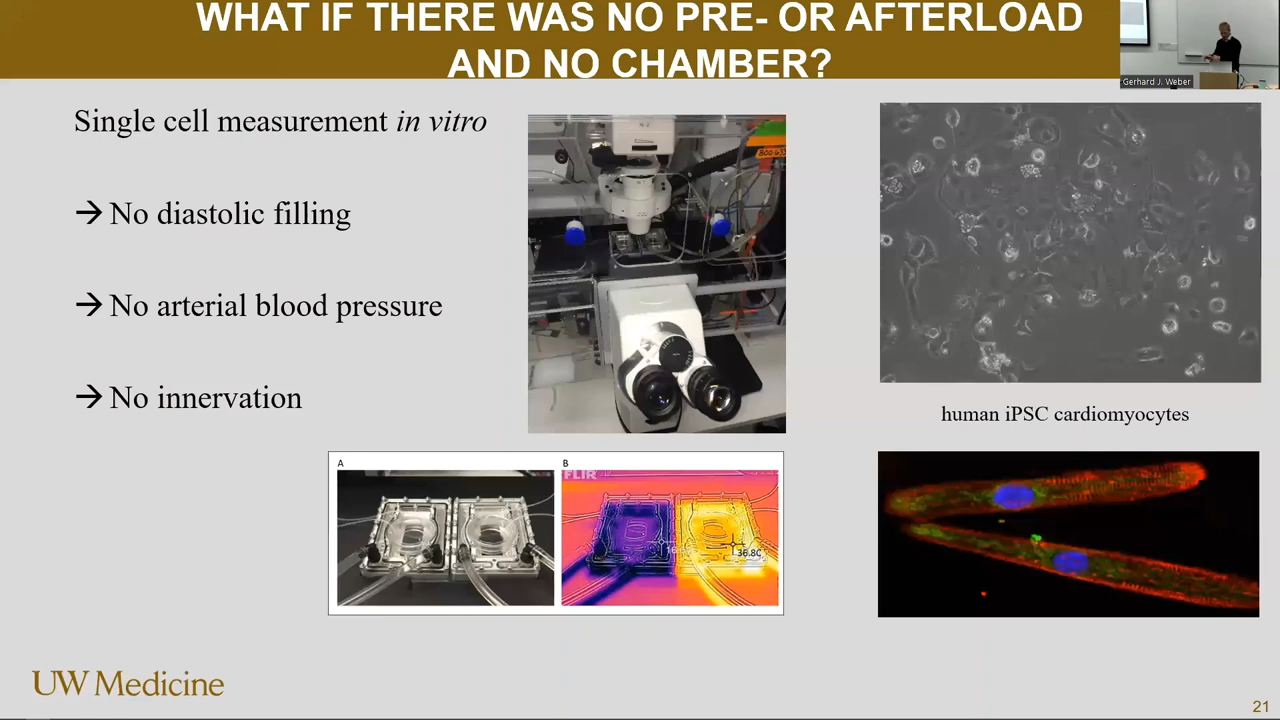 WHAT IF THERE WAS NO PRE- OR AFTERLOAD
AND NO CHAMBER?
Gerhard J. Weber
Single cell measurement in vitro
→ No diastolic filling
→ No arterial blood pressure
→ No innervation
human iPSC cardiomyocytes
A
B
FLIR
36.8C
UW Medicine
21